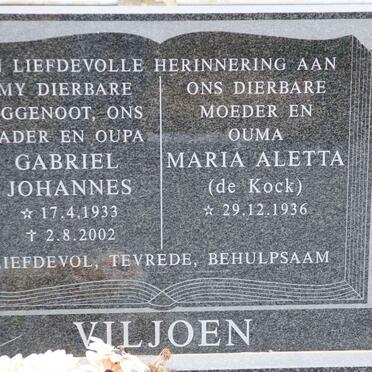 N LIEFDEVOLLE HERINNERING AAN
MY DIERBARE
GGENOOT, ONS
ADER EN OUPA
GABRIEL
JOHANNES
☆ 17.4.1933
† 2.8.2002
ONS DIERBARE
MOEDER EN
OUMA
MARIA ALETTA
(de Kock)
☆ 29.12.1936
LIEFDEVOL, TEVREDE, BEHULPSAAM
VILJOEN